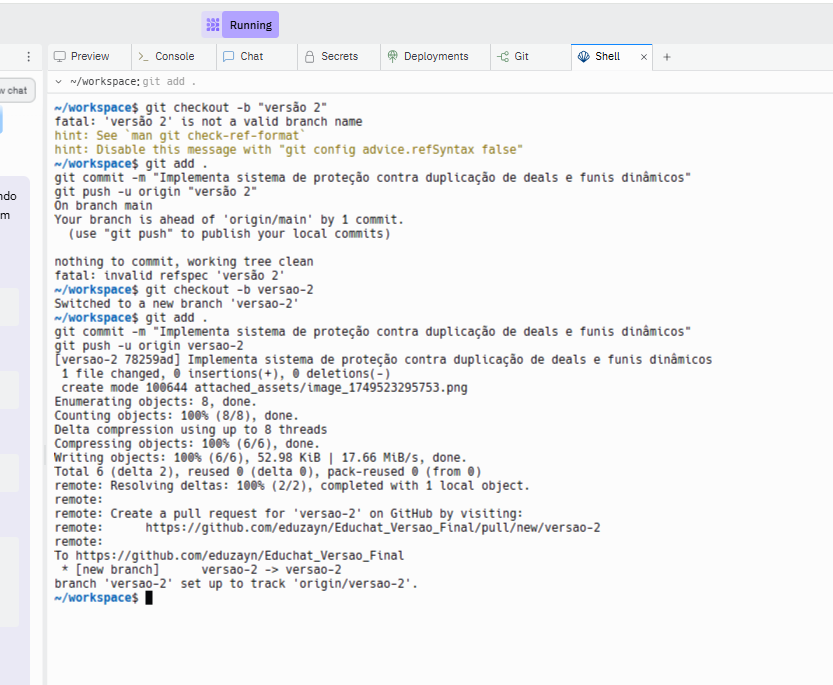 Running
Preview
Console
Chat
Secrets
Deployments
Git
Shell
w chat
~/workspace: git add .
ndo
m
~/workspace$ git checkout -b "versão 2"
fatal: 'versão 2' is not a valid branch name
hint: See `man git check-ref-format`
hint: Disable this message with "git config advice.refSyntax false"
~/workspace$ git add .
git commit -m "Implementa sistema de proteção contra duplicação de deals e funis dinâmicos"
git push -u origin "versão 2"
On branch main
Your branch is ahead of 'origin/main' by 1 commit.
  (use "git push" to publish your local commits)

nothing to commit, working tree clean
fatal: invalid refspec 'versão 2'
~/workspace$ git checkout -b versao-2
Switched to a new branch 'versao-2'
~/workspace$ git add .
git commit -m "Implementa sistema de proteção contra duplicação de deals e funis dinâmicos"
git push -u origin versao-2
[versao-2 78259ad] Implementa sistema de proteção contra duplicação de deals e funis dinâmicos
 1 file changed, 0 insertions(+), 0 deletions(-)
 create mode 100644 attached_assets/image_1749523295753.png
Enumerating objects: 8, done.
Counting objects: 100% (8/8), done.
Delta compression using up to 8 threads
Compressing objects: 100% (6/6), done.
Writing objects: 100% (6/6), 52.98 KiB | 17.66 MiB/s, done.
Total 6 (delta 2), reused 0 (delta 0), pack-reused 0 (from 0)
remote: Resolving deltas: 100% (2/2), completed with 1 local object.
remote:
remote: Create a pull request for 'versao-2' on GitHub by visiting:
remote:      https://github.com/eduzayn/Educhat_Versao_Final/pull/new/versao-2
remote:
To https://github.com/eduzayn/Educhat_Versao_Final
 * [new branch]      versao-2 -> versao-2
branch 'versao-2' set up to track 'origin/versao-2'.
~/workspace$